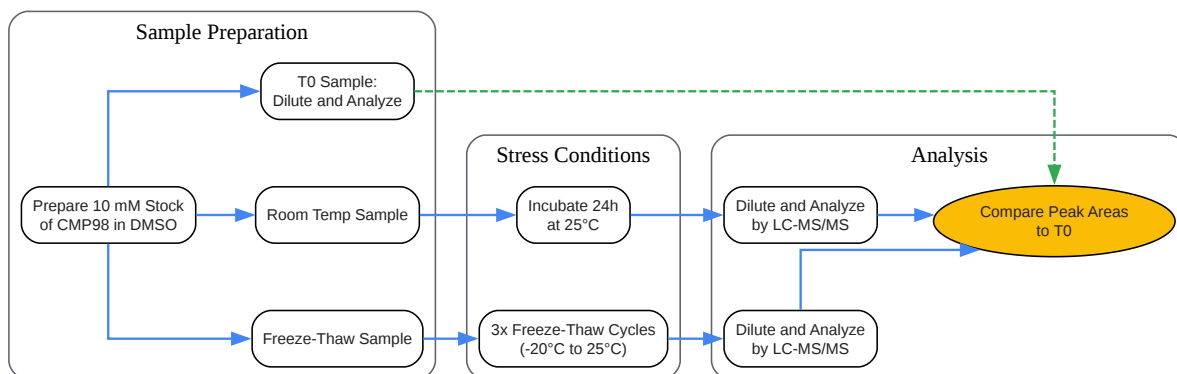 Sample Preparation
T0 Sample:
Dilute and Analyze
Stress Conditions
Analysis
Prepare 10 mM Stock
of CMP98 in DMSO
Room Temp Sample
Incubate 24h
at 25°C
Dilute and Analyze
by LC-MS/MS
Compare Peak Areas
to T0
Freeze-Thaw Sample
3x Freeze-Thaw Cycles
(-20°C to 25°C)
Dilute and Analyze
by LC-MS/MS